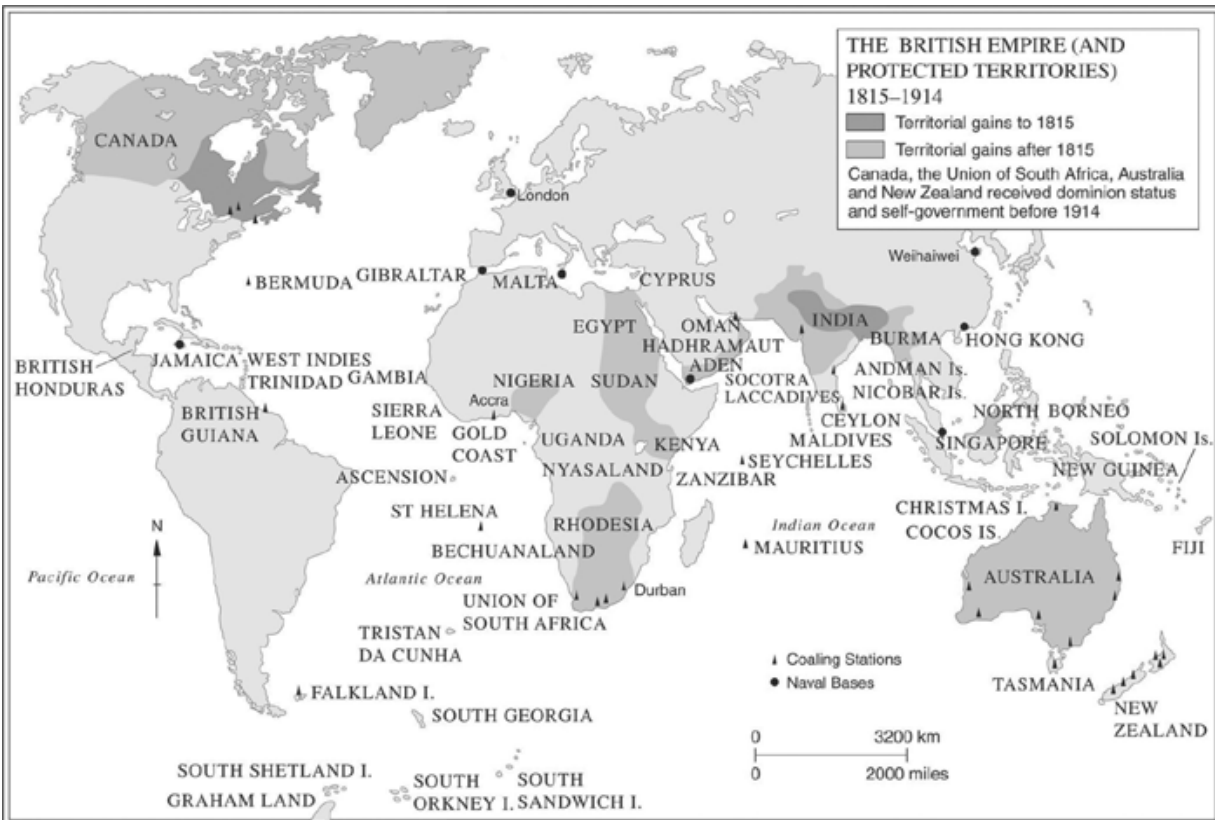 THE BRITISH EMPIRE (AND
PROTECTED TERRITORIES)
1815–1914
Territorial gains to 1815
Territorial gains after 1815
Canada, the Union of South Africa, Australia
and New Zealand received dominion status
and self-government before 1914
CANADA
London
Weihaiwei
BERMUDA
GIBRALTAR
MALTA
CYPRUS
EGYPT
OMAN
HADHRAMAUT
ADEN
INDIA
BURMA
HONG KONG
BRITISH
HONDURAS
JAMAICA
WEST INDIES
TRINIDAD
GAMBIA
NIGERIA
SUDAN
SOCOTRA
LACCADIVES
ANDMAN Is.
NICOBAR Is.
BRITISH
GUIANA
SIERRA
LEONE
Accra
GOLD
COAST
UGANDA
KENYA
CEYLON
MALDIVES
SINGAPORE
NORTH BORNEO
SOLOMON Is.
ASCENSION
NYASALAND
ZANZIBAR
SEYCHELLES
NEW GUINEA
ST HELENA
RHODESIA
Indian Ocean
CHRISTMAS I.
COCOS IS.
N
BECHUANALAND
MAURITIUS
FIJI
Pacific Ocean
Atlantic Ocean
Durban
AUSTRALIA
UNION OF
SOUTH AFRICA
TRISTAN
DA CUNHA
Coaling Stations
Naval Bases
TASMANIA
FALKLAND I.
SOUTH GEORGIA
NEW
ZEALAND
0 3200 km
0 2000 miles
SOUTH SHETLAND I.
GRAHAM LAND
SOUTH
ORKNEY I.
SOUTH
SANDWICH I.